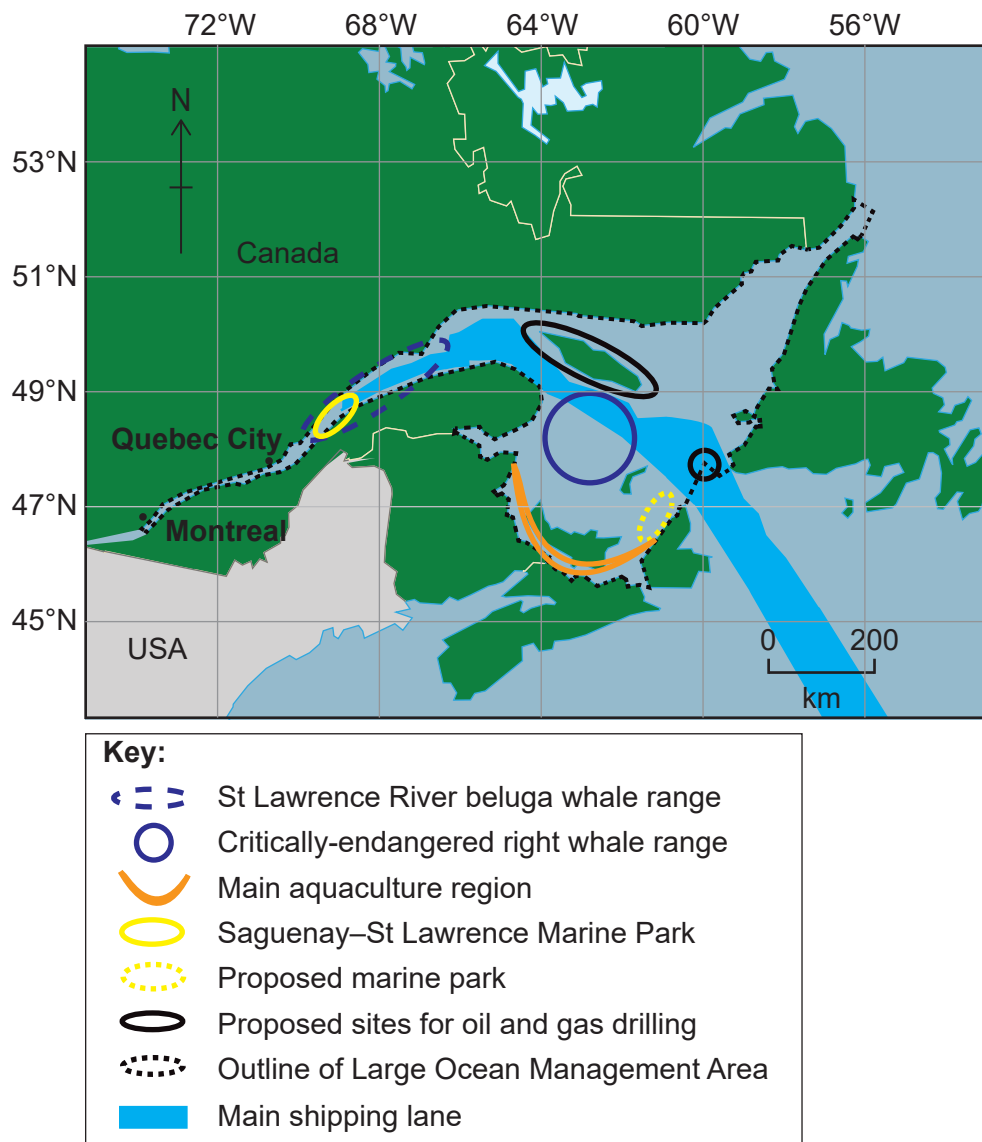 72°W 68°W 64°W 60°W 56°W
N
53°N
Canada
51°N
49°N
Quebec City
47°N
Montreal
45°N
USA
0 200
km
Key:
St Lawrence River beluga whale range
Critically-endangered right whale range
Main aquaculture region
Saguenay–St Lawrence Marine Park
Proposed marine park
Proposed sites for oil and gas drilling
Outline of Large Ocean Management Area
Main shipping lane